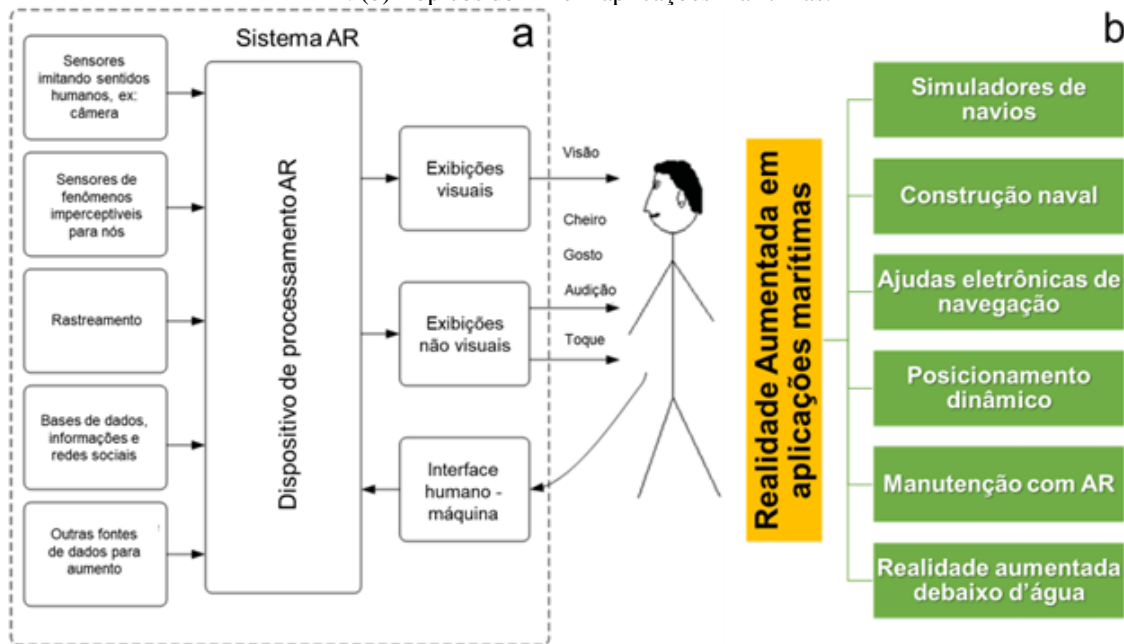 Sistema AR
a
Sensores
imitando sentidos
humanos, ex:
câmera
Sensores de
fenômenos
imperceptíveis
para nós
Rastreamento
Bases de dados,
informações e
redes sociais
Outras fontes
de dados para
aumento
Dispositivo de processamento AR
Exibições
visuais
Exibições
não visuais
Interface
humano -
máquina
Visão
Cheiro
Gosto
Audição
Toque
b
Realidade Aumentada em
aplicações marítimas
Simuladores de
navios
Construção naval
Ajudas eletrônicas de
navegação
Posicionamento
dinâmico
Manutenção com AR
Realidade aumentada
debaixo d'água